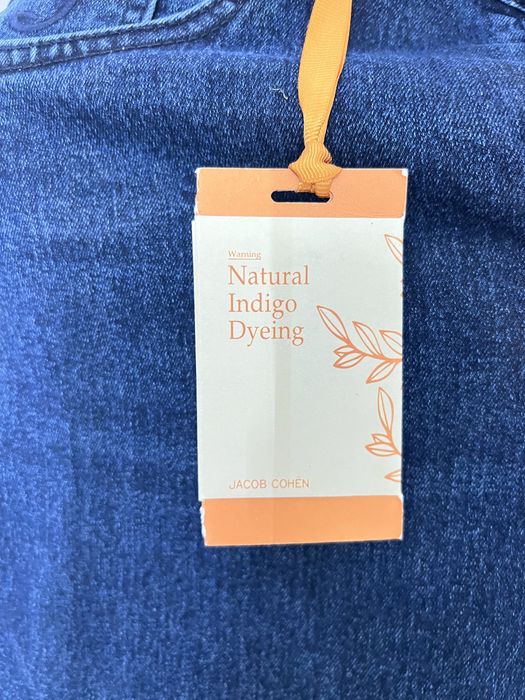 Warning
Natural
Indigo
Dyeing
JACOB COHËN